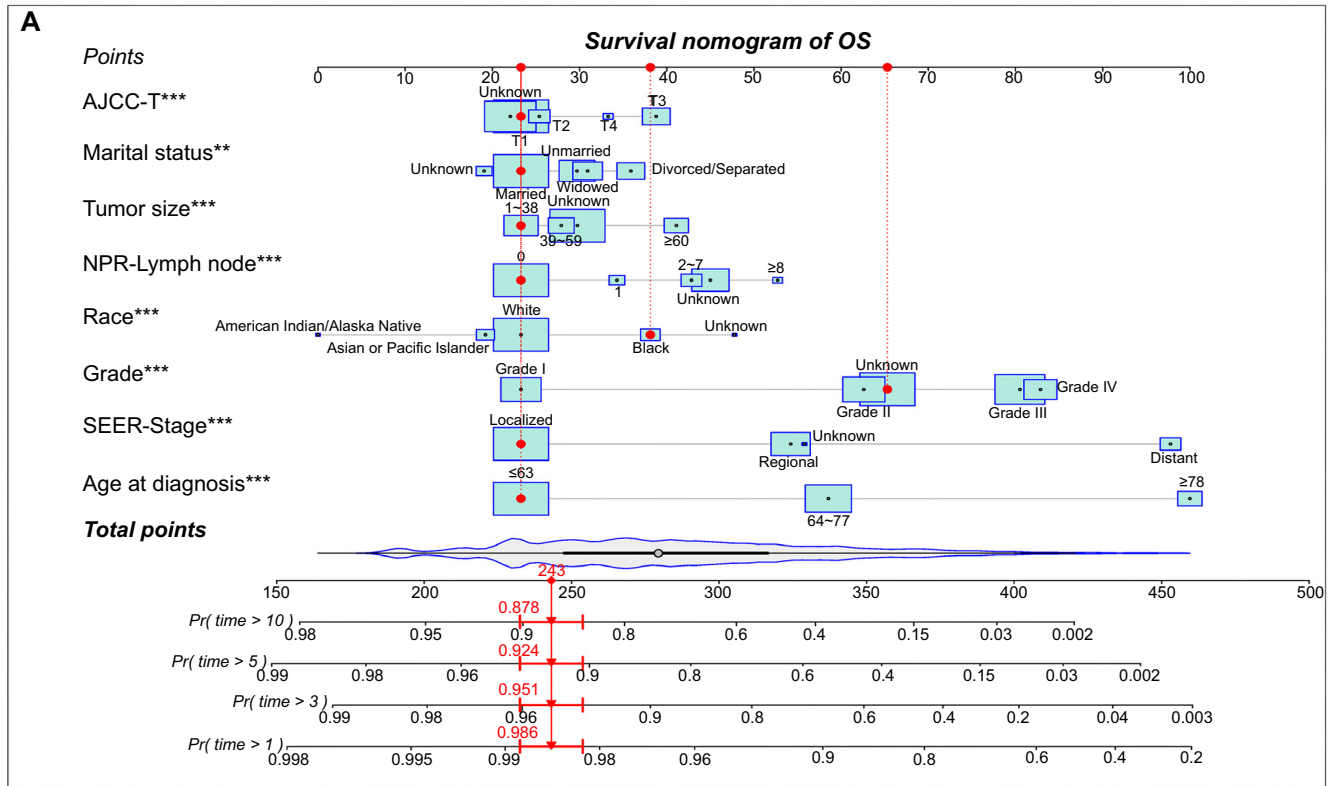 A
Survival nomogram of OS
Points
0 10 20 30 40 50 60 70 80 90 100
AJCC-T***
Unknown
T3
T2 T4
T1
Marital status**
Unmarried
Unknown
Divorced/Separated
Widowed
Married
Tumor size***
1~38 Unknown
39~59 ≥60
NPR-Lymph node***
0
2~7 ≥8
1 Unknown
Race***
White
American Indian/Alaska Native Unknown
Asian or Pacific Islander Black
Grade***
Grade I Unknown
Grade IV
Grade II Grade III
SEER-Stage***
Localized
Unknown
Regional Distant
Age at diagnosis***
≤63 ≥78
64~77
Total points
243
150 200 250 300 350 400 450 500
0.878
Pr( time > 10 )
0.98 0.95 0.9 0.8 0.6 0.4 0.15 0.03 0.002
0.924
Pr( time > 5 )
0.99 0.98 0.96 0.9 0.8 0.6 0.4 0.15 0.03 0.002
0.951
Pr( time > 3 )
0.99 0.98 0.96 0.9 0.8 0.6 0.4 0.2 0.04 0.003
0.986
Pr( time > 1 )
0.998 0.995 0.99 0.98 0.96 0.9 0.8 0.6 0.4 0.2